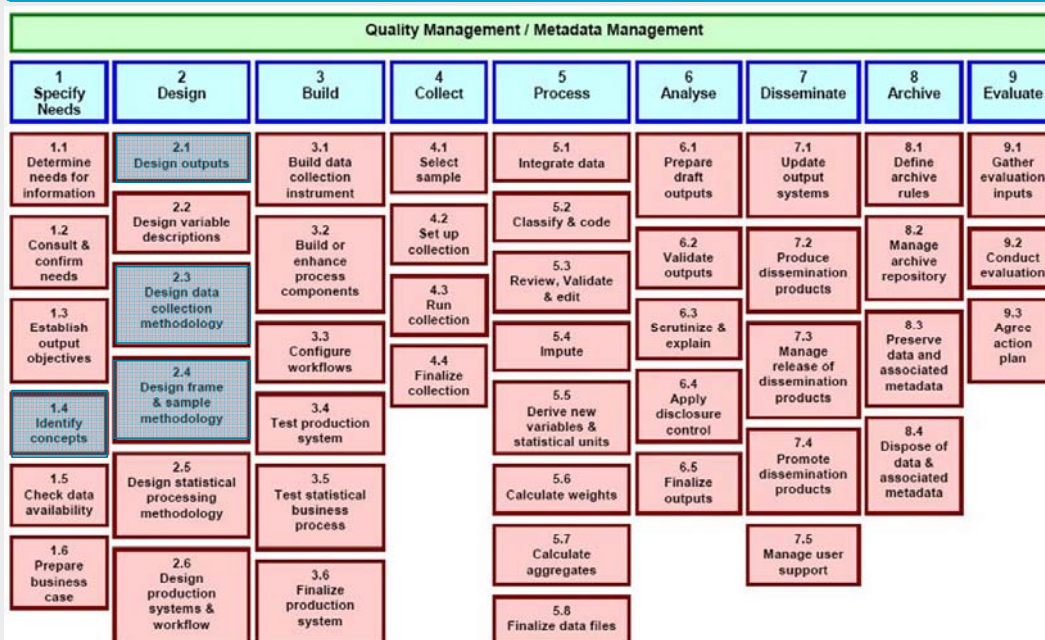 Quality Management / Metadata Management
1
Specify
Needs
2
Design
3
Build
4
Collect
5
Process
6
Analyse
7
Disseminate
8
Archive
9
Evaluate
1.1
Determine
needs for
information
1.2
Consult &
confirm
needs
1.3
Establish
output
objectives
1.4
Identify
concepts
1.5
Check data
availability
1.6
Prepare
business
case
2.1
Design outputs
2.2
Design variable
descriptions
2.3
Design data
collection
methodology
2.4
Design frame
& sample
methodology
2.5
Design statistical
processing
methodology
2.6
Design
production
systems &
workflow
3.1
Build data
collection
instrument
3.2
Build or
enhance
process
components
3.3
Configure
workflows
3.4
Test production
system
3.5
Test statistical
business
process
3.6
Finalize
production
system
4.1
Select
sample
4.2
Set up
collection
4.3
Run
collection
4.4
Finalize
collection
5.1
Integrate data
5.2
Classify & code
5.3
Review, Validate
& edit
5.4
Impute
5.5
Derive new
variables &
statistical units
5.6
Calculate weights
5.7
Calculate
aggregates
5.8
Finalize data files
6.1
Prepare
draft
outputs
6.2
Validate
outputs
6.3
Scrutinize &
explain
6.4
Apply
disclosure
control
6.5
Finalize
outputs
7.1
Update
output
systems
7.2
Produce
dissemination
products
7.3
Manage
release of
dissemination
products
7.4
Promote
dissemination
products
7.5
Manage user
support
8.1
Define
archive
rules
8.2
Manage
archive
repository
8.3
Preserve
data and
associated
metadata
8.4
Dispose of
data &
associated
metadata
9.1
Gather
evaluation
inputs
9.2
Conduct
evaluation
9.3
Agree
action
plan